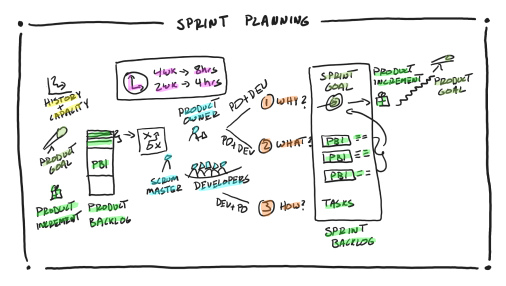 SPRINT PLANNING
4WK → 8HRS
2WK → 4HRS
HISTORY
+
CAPACITY
PRODUCT
GOAL
PRODUCT
INCREMENT
PBI
PRODUCT
BACKLOG
PRODUCT
OWNER
SCRUM
MASTER
DEVELOPERS
PO+DEV
PO+DEV
DEV+PO
1 WHY?
2 WHAT?
3 HOW?
SPRINT
GOAL
PBI
PBI
PBI
TASKS
SPRINT
BACKLOG
PRODUCT
INCREMENT
PRODUCT
GOAL